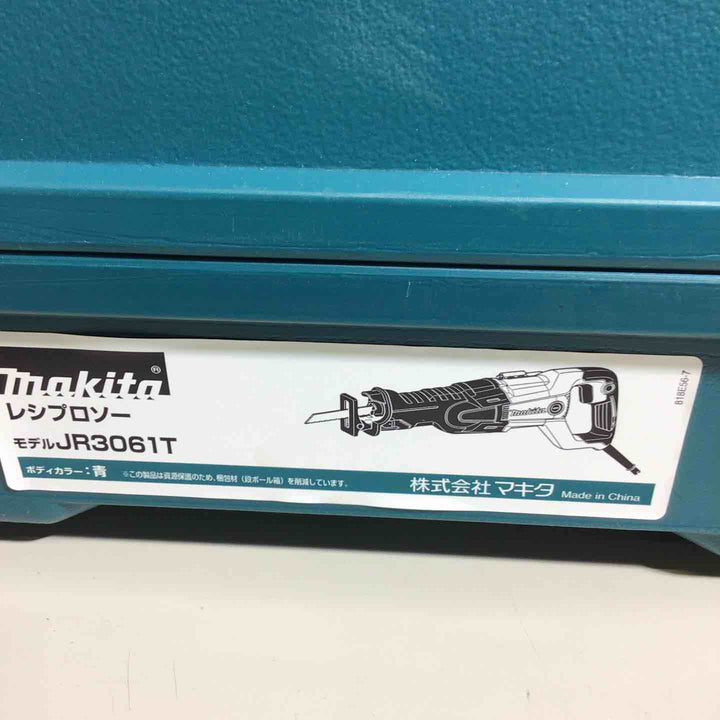 makita®
レシプロソー
モデルJR3061T
ボディカラー:青 ※この製品は資源保護のため、梱包材(段ボール箱)を削減しています。
makita
818E56-7
株式会社マキタ Made in China